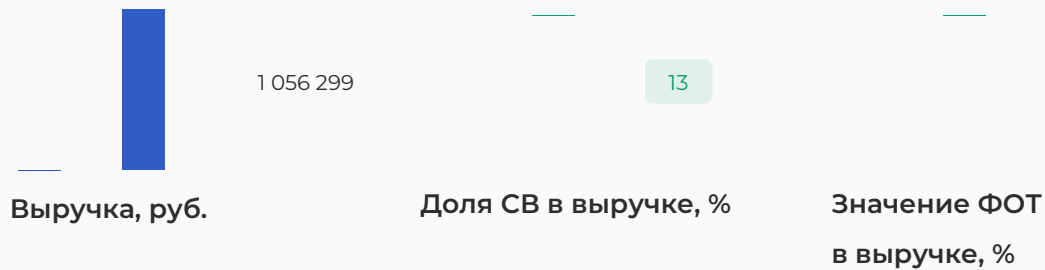 1 056 299
13
Выручка, руб.
Доля СВ в выручке, %
Значение ФОТ
в выручке, %